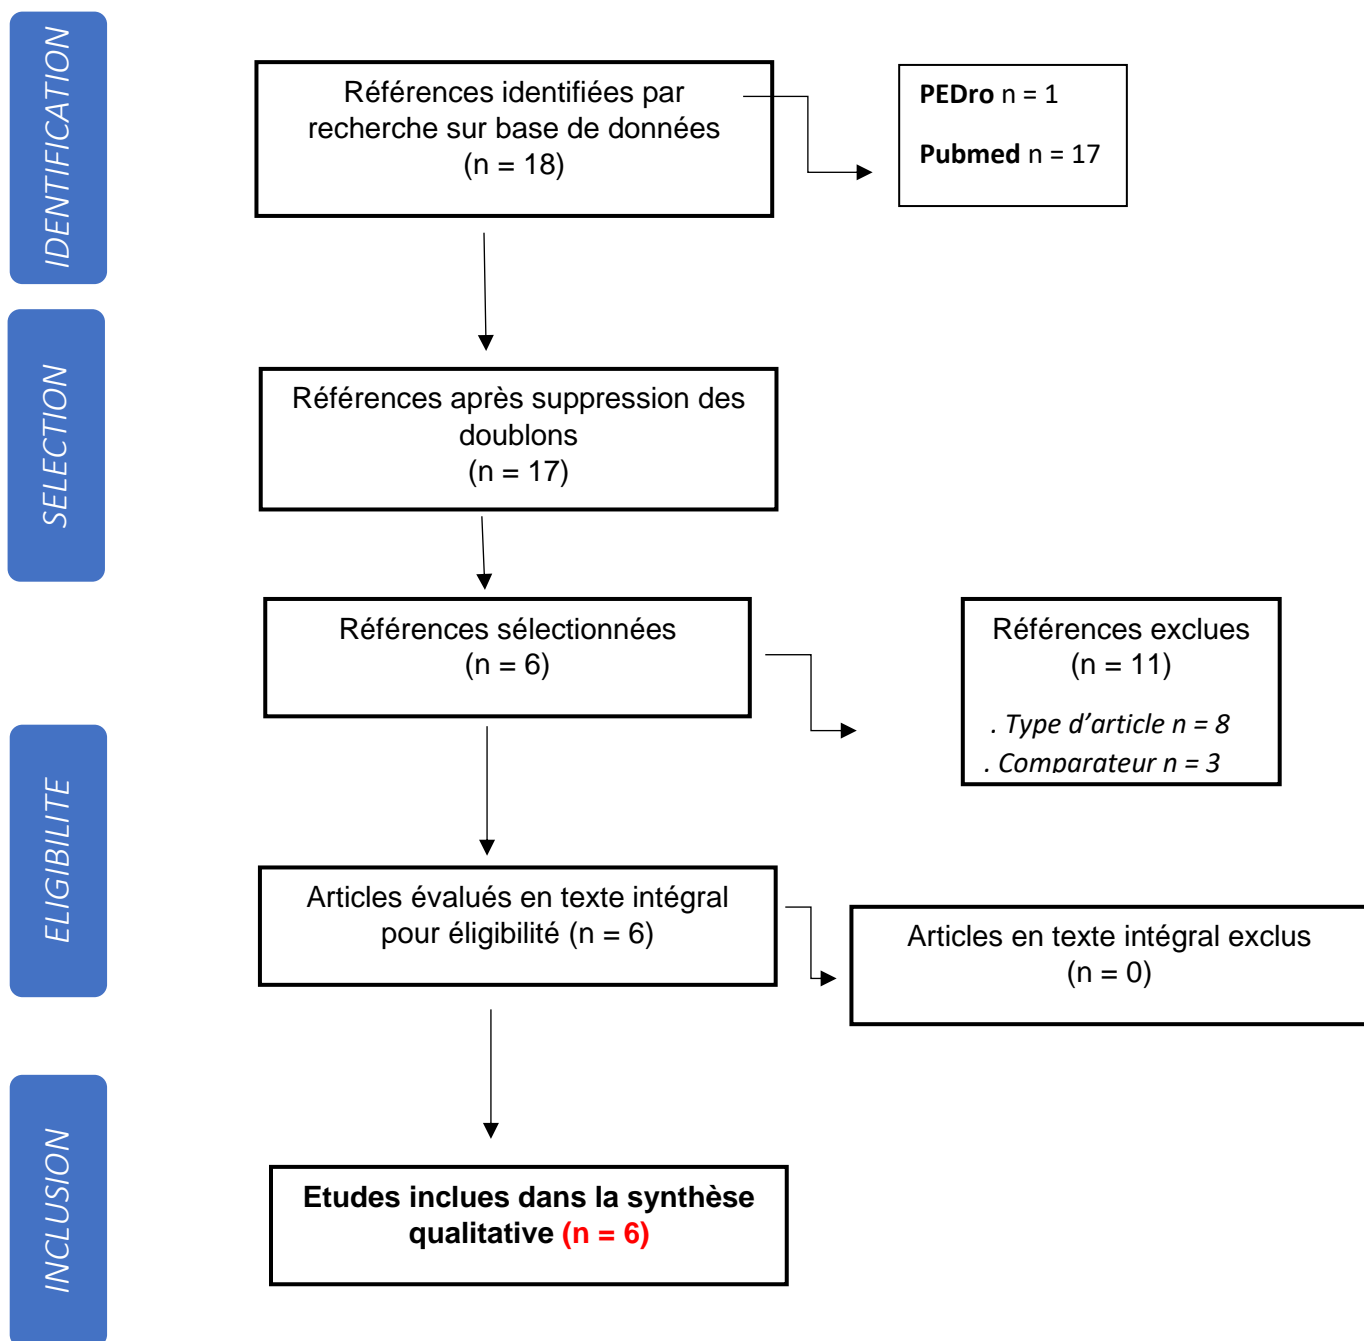 IDENTIFICATION
Références identifiées par
recherche sur base de données
(n = 18)
PEDro n = 1
Pubmed n = 17
SELECTION
Références après suppression des
doublons
(n = 17)
Références sélectionnées
(n = 6)
Références exclues
(n = 11)
. Type d’article n = 8
. Comparateur n = 3
ELIGIBILITE
Articles évalués en texte intégral
pour éligibilité (n = 6)
Articles en texte intégral exclus
(n = 0)
INCLUSION
Etudes inclues dans la synthèse
qualitative (n = 6)